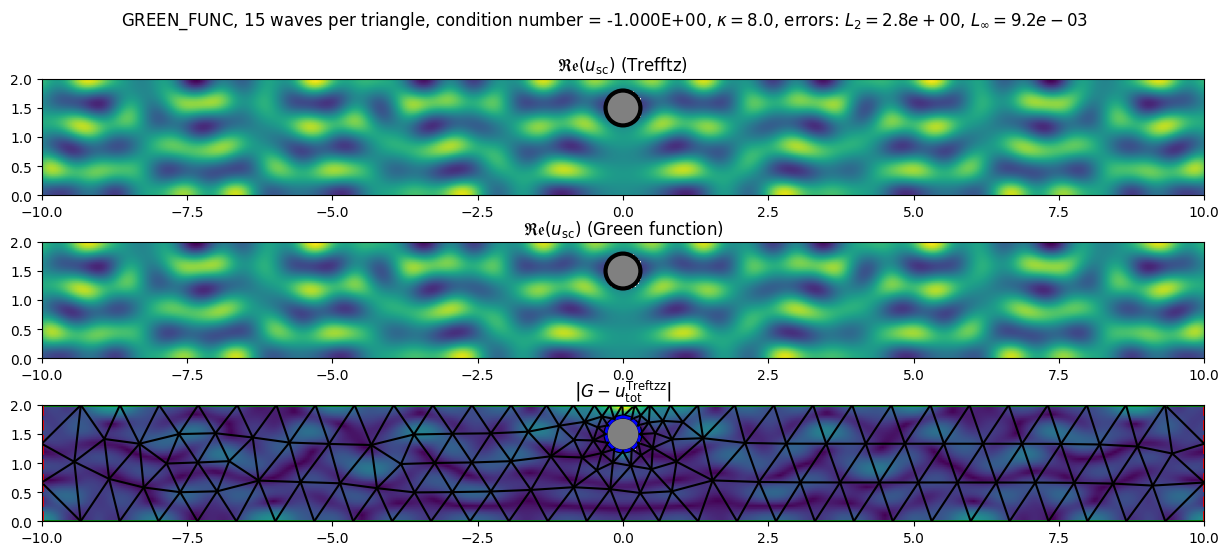 GREEN_FUNC, 15 waves per triangle, condition number = -1.000E+00, κ = 8.0, errors: L₂ = 2.8e + 00, L∞ = 9.2e − 03
ℜ𝔢(u_sc) (Trefftz)
2.0
1.5
1.0
0.5
0.0
−10.0 −7.5 −5.0 −2.5 0.0 2.5 5.0 7.5 10.0
ℜ𝔢(u_sc) (Green function)
2.0
1.5
1.0
0.5
0.0
−10.0 −7.5 −5.0 −2.5 0.0 2.5 5.0 7.5 10.0
|G − u_tot^Treftzz|
2.0
1.5
1.0
0.5
0.0
−10.0 −7.5 −5.0 −2.5 0.0 2.5 5.0 7.5 10.0